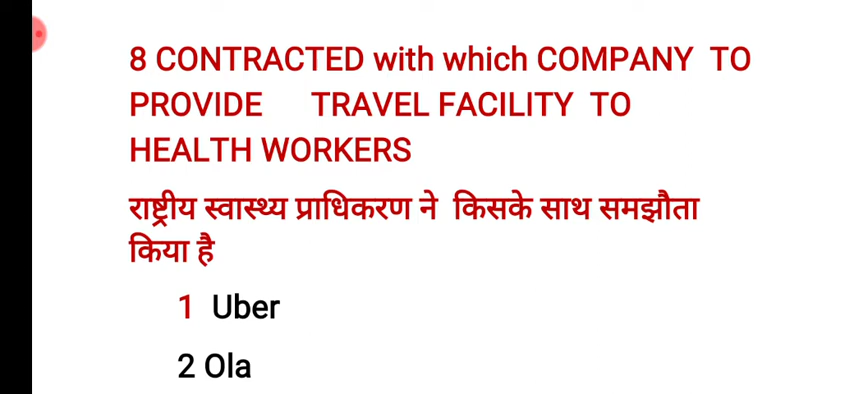 8 CONTRACTED with which COMPANY TO
PROVIDE TRAVEL FACILITY TO
HEALTH WORKERS
राष्ट्रीय स्वास्थ्य प्राधिकरण ने किसके साथ समझौता
किया है
1 Uber
2 Ola